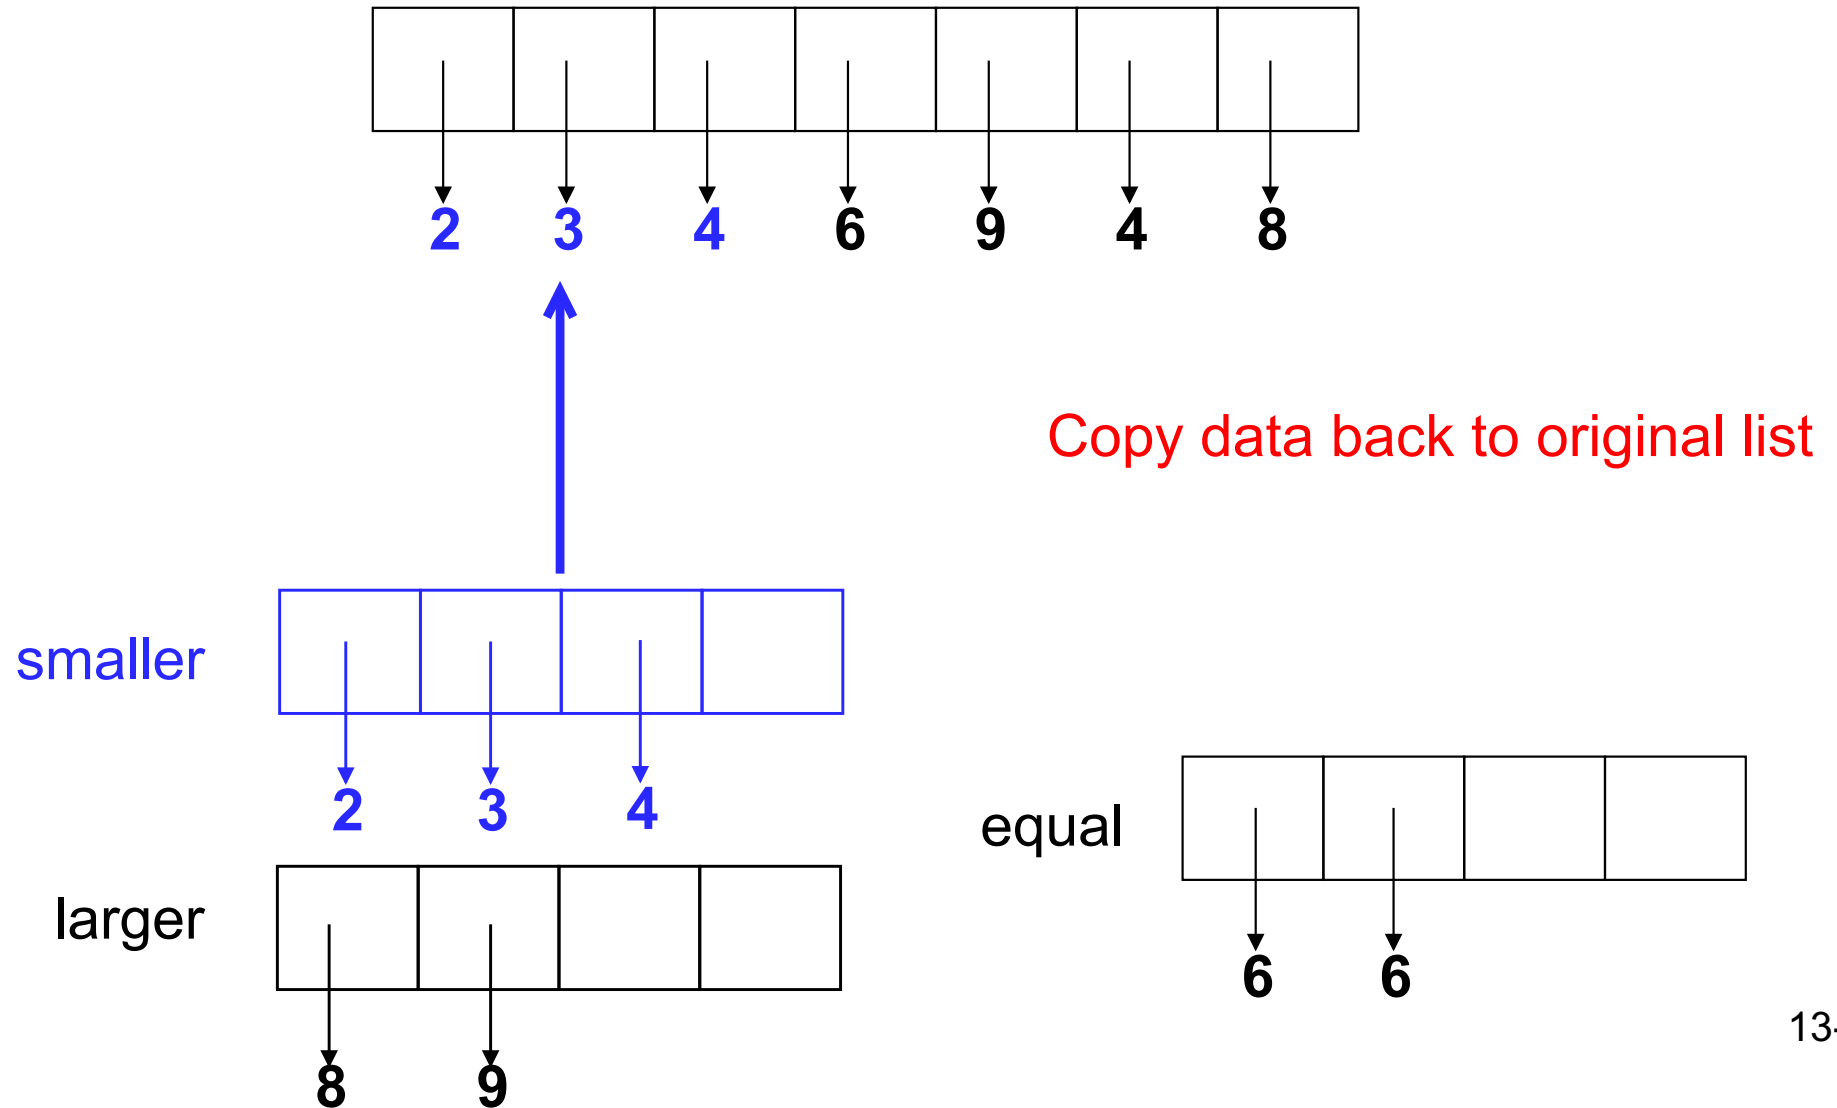 2 3 4 6 9 4 8
Copy data back to original list
smaller
2 3 4
equal
larger
6 6
13-
8 9